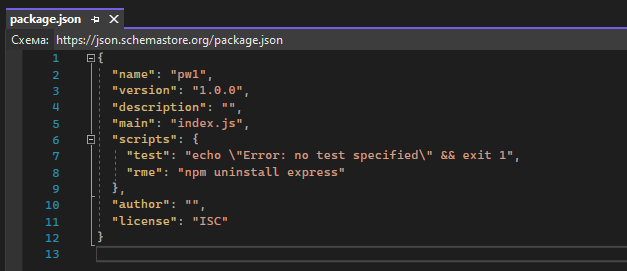 package.json
Схема: https://json.schemastore.org/package.json
1 {
2 "name": "pw1",
3 "version": "1.0.0",
4 "description": "",
5 "main": "index.js",
6 "scripts": {
7 "test": "echo \"Error: no test specified\" && exit 1",
8 "rme": "npm uninstall express"
9 },
10 "author": "",
11 "license": "ISC"
12 }
13